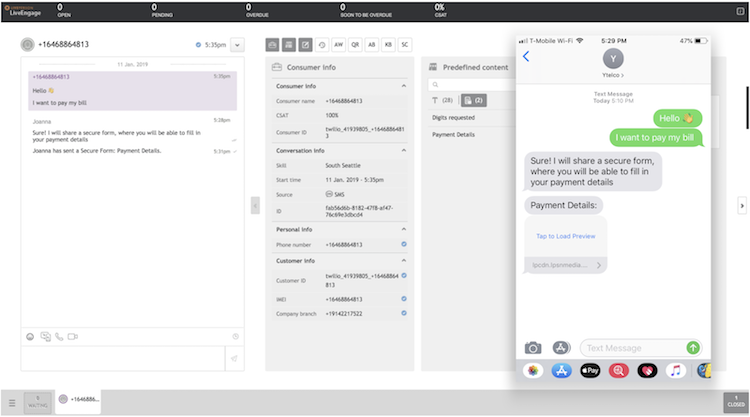 LiveEngage
0
OPEN
0
PENDING
0
OVERDUE
0
SOON TO BE OVERDUE
0%
CSAT
+16468864813
5:35pm
11 Jan. 2019
+16468864813
5:35pm
Hello 👋
I want to pay my bill
Joanna
5:28pm
Sure! I will share a secure form, where you will be able to fill in
your payment details
Joanna has sent a Secure Form: Payment Details.
5:31pm
AW
QR
AB
KB
SC
Consumer Info
Consumer Info
Consumer name
+16468864813
CSAT
100%
Consumer ID
twilio_41939805_+1646886481
3
Conversation Info
Skill
South Seattle
Start time
11 Jan. 2019 - 5:35pm
Source
SMS
ID
fab56d6b-8182-47f8-af47-
76c69e3dbcd4
Personal Info
Phone number
+16468864813
Customer Info
Customer ID
twilio_41939805_+16468864
813
IMEI
+16468864813
Company branch
+19142217522
Predefined content
(28)
(2)
Digits requested
Payment Details
T-Mobile Wi-Fi
5:29 PM
47%
Y
Ytelco >
Text Message
Today 5:10 PM
Hello 👋
I want to pay my bill
Sure! I will share a secure form,
where you will be able to fill in
your payment details
Payment Details:
Tap to Load Preview
lpcdn.lpsnmedia....
Text Message
Pay
WAITING
+1646886...
1
CLOSED